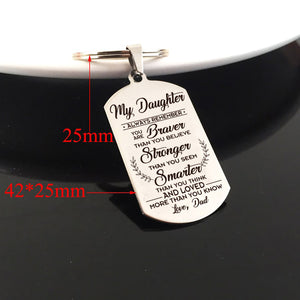 My Daughter
ALWAYS REMEMBER
YOU ARE Braver
THAN YOU BELIEVE
Stronger
THAN YOU SEEM
Smarter
THAN YOU THINK
AND LOVED
MORE THAN YOU KNOW
Love, Dad
25mm
42*25mm